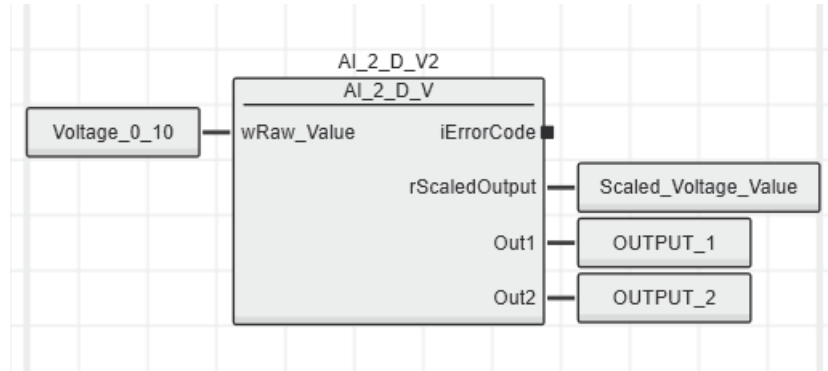 AI_2_D_V2
AI_2_D_V
Voltage_0_10 wRaw_Value iErrorCode
rScaledOutput Scaled_Voltage_Value
Out1 OUTPUT_1
Out2 OUTPUT_2